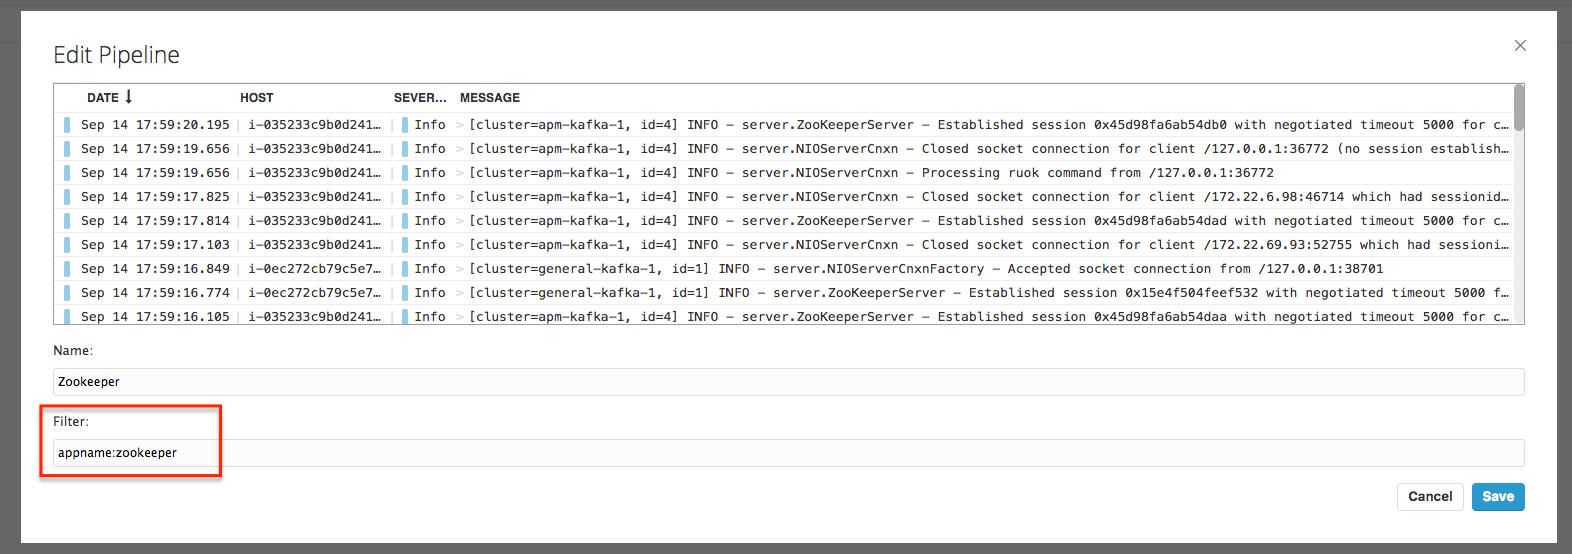 Edit Pipeline
DATE ↓ HOST SEVER... MESSAGE
Sep 14 17:59:20.195 | i-035233c9b0d241… | Info > [cluster=apm-kafka-1, id=4] INFO – server.ZooKeeperServer – Established session 0x45d98fa6ab54db0 with negotiated timeout 5000 for c…
Sep 14 17:59:19.656 | i-035233c9b0d241… | Info > [cluster=apm-kafka-1, id=4] INFO – server.NIOServerCnxn – Closed socket connection for client /127.0.0.1:36772 (no session establish…
Sep 14 17:59:19.656 | i-035233c9b0d241… | Info > [cluster=apm-kafka-1, id=4] INFO – server.NIOServerCnxn – Processing ruok command from /127.0.0.1:36772
Sep 14 17:59:17.825 | i-035233c9b0d241… | Info > [cluster=apm-kafka-1, id=4] INFO – server.NIOServerCnxn – Closed socket connection for client /172.22.6.98:46714 which had sessionid…
Sep 14 17:59:17.814 | i-035233c9b0d241… | Info > [cluster=apm-kafka-1, id=4] INFO – server.ZooKeeperServer – Established session 0x45d98fa6ab54dad with negotiated timeout 5000 for c…
Sep 14 17:59:17.103 | i-035233c9b0d241… | Info > [cluster=apm-kafka-1, id=4] INFO – server.NIOServerCnxn – Closed socket connection for client /172.22.69.93:52755 which had sessioni…
Sep 14 17:59:16.849 | i-0ec272cb79c5e7… | Info > [cluster=general-kafka-1, id=1] INFO – server.NIOServerCnxnFactory – Accepted socket connection from /127.0.0.1:38701
Sep 14 17:59:16.774 | i-0ec272cb79c5e7… | Info > [cluster=general-kafka-1, id=1] INFO – server.ZooKeeperServer – Established session 0x15e4f504feef532 with negotiated timeout 5000 f…
Sep 14 17:59:16.105 | i-035233c9b0d241… | Info > [cluster=apm-kafka-1, id=4] INFO – server.ZooKeeperServer – Established session 0x45d98fa6ab54daa with negotiated timeout 5000 for c…
Name:
Zookeeper
Filter:
appname:zookeeper
Cancel Save